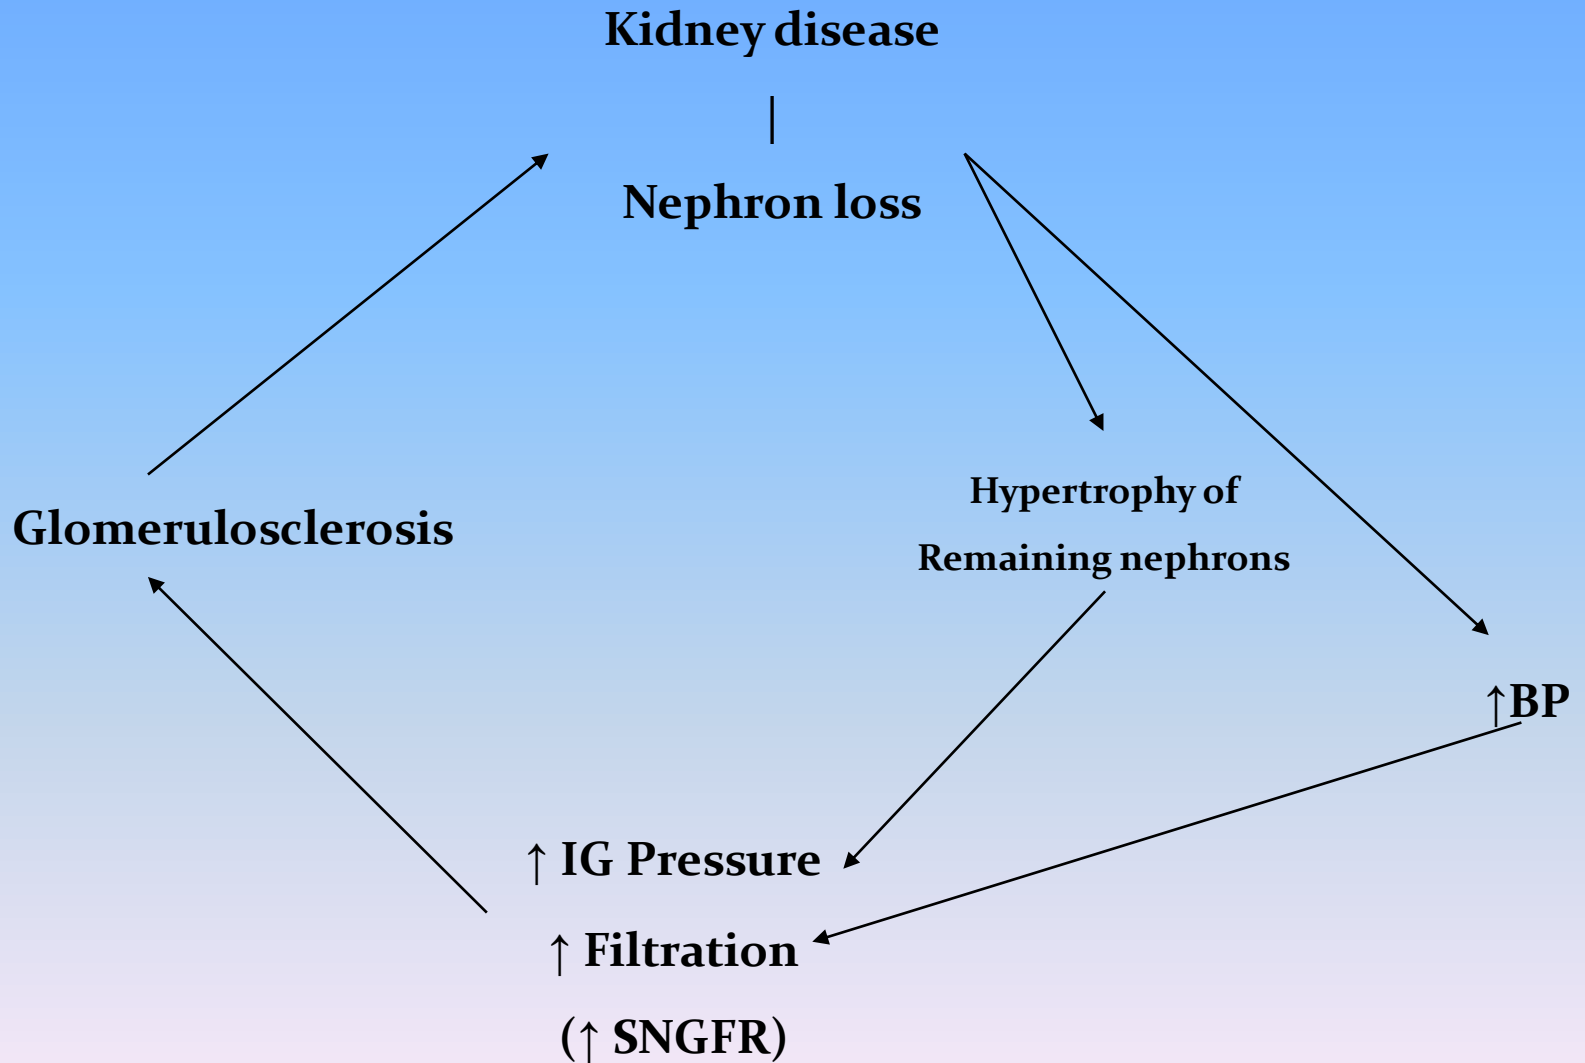 Kidney disease
|
Nephron loss
Hypertrophy of
Remaining nephrons
Glomerulosclerosis
↑BP
↑ IG Pressure
↑ Filtration
(↑ SNGFR)